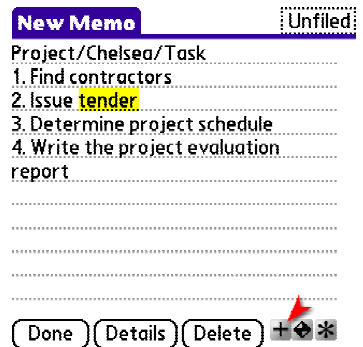 New Memo
Unfiled
Project/Chelsea/Task
1. Find contractors
2. Issue tender
3. Determine project schedule
4. Write the project evaluation
report
Done Details Delete